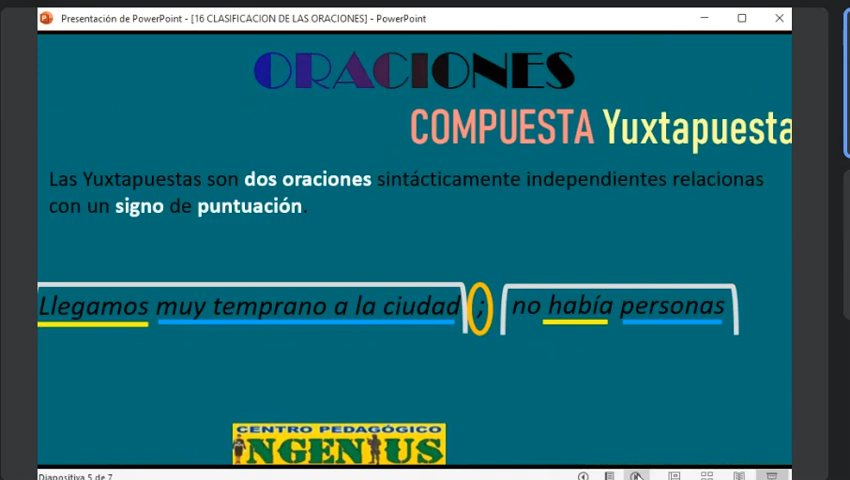 Presentación de PowerPoint - [16 CLASIFICACION DE LAS ORACIONES] - PowerPoint
ORACIONES
COMPUESTA Yuxtapuesta
Las Yuxtapuestas son dos oraciones sintácticamente independientes relacionas
con un signo de puntuación.
Llegamos muy temprano a la ciudad ; no había personas
CENTRO PEDAGÓGICO
INGENIUS
Diapositiva 5 de 7